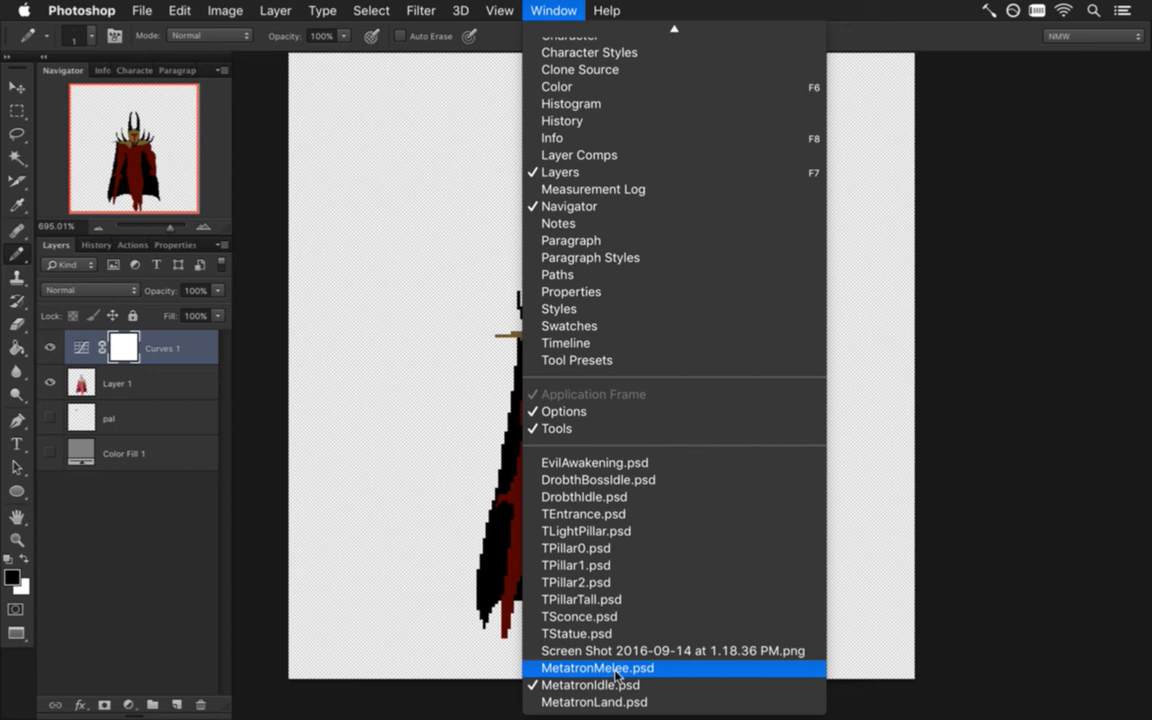 Photoshop File Edit Image Layer Type Select Filter 3D View Window Help
1 Mode: Normal Opacity: 100% Auto Erase NMW
Navigator Info Characte Paragrap
695.01%
Layers History Actions Properties
Kind
Normal Opacity: 100%
Lock: Fill: 100%
Curves 1
Layer 1
pal
Color Fill 1
fx
Character Styles
Clone Source
Color F6
Histogram
History
Info F8
Layer Comps
Layers F7
Measurement Log
Navigator
Notes
Paragraph
Paragraph Styles
Paths
Properties
Styles
Swatches
Timeline
Tool Presets
Application Frame
Options
Tools
EvilAwakening.psd
DrobthBossIdle.psd
DrobthIdle.psd
TEntrance.psd
TLightPillar.psd
TPillar0.psd
TPillar1.psd
TPillar2.psd
TPillarTall.psd
TSconce.psd
TStatue.psd
Screen Shot 2016-09-14 at 1.18.36 PM.png
MetatronMelee.psd
MetatronIdle.psd
MetatronLand.psd